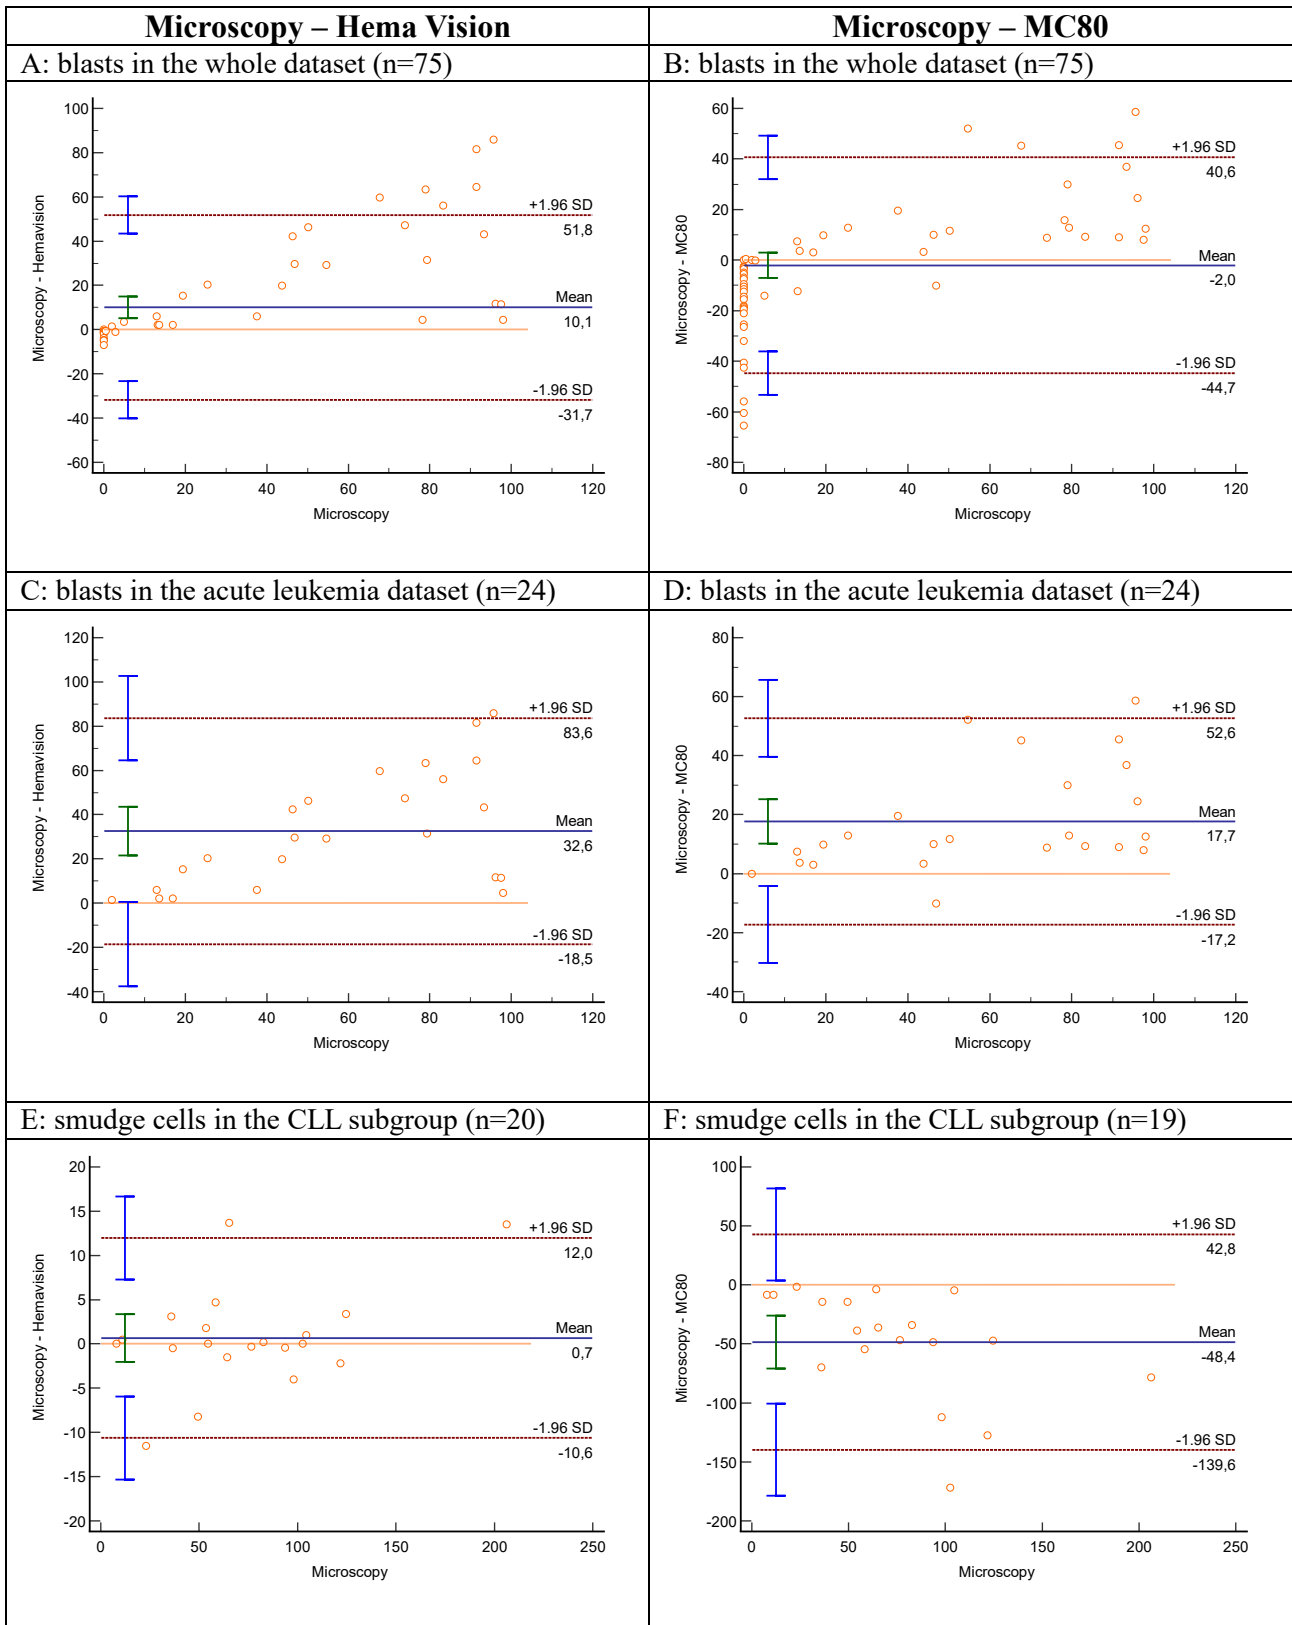 Microscopy – Hema Vision
Microscopy – MC80
A: blasts in the whole dataset (n=75)
B: blasts in the whole dataset (n=75)
100
80
60
40
20
0
-20
-40
-60
Microscopy - Hemavision
+1.96 SD
51,8
Mean
10,1
-1.96 SD
-31,7
0 20 40 60 80 100 120
Microscopy
60
40
20
0
-20
-40
-60
-80
Microscopy - MC80
+1.96 SD
40,6
Mean
-2,0
-1.96 SD
-44,7
0 20 40 60 80 100 120
Microscopy
C: blasts in the acute leukemia dataset (n=24)
D: blasts in the acute leukemia dataset (n=24)
120
100
80
60
40
20
0
-20
-40
Microscopy - Hemavision
+1.96 SD
83,6
Mean
32,6
-1.96 SD
-18,5
0 20 40 60 80 100 120
Microscopy
80
60
40
20
0
-20
-40
Microscopy - MC80
+1.96 SD
52,6
Mean
17,7
-1.96 SD
-17,2
0 20 40 60 80 100 120
Microscopy
E: smudge cells in the CLL subgroup (n=20)
F: smudge cells in the CLL subgroup (n=19)
20
15
10
5
0
-5
-10
-15
-20
Microscopy - Hemavision
+1.96 SD
12,0
Mean
0,7
-1.96 SD
-10,6
0 50 100 150 200 250
Microscopy
100
50
0
-50
-100
-150
-200
Microscopy - MC80
+1.96 SD
42,8
Mean
-48,4
-1.96 SD
-139,6
0 50 100 150 200 250
Microscopy